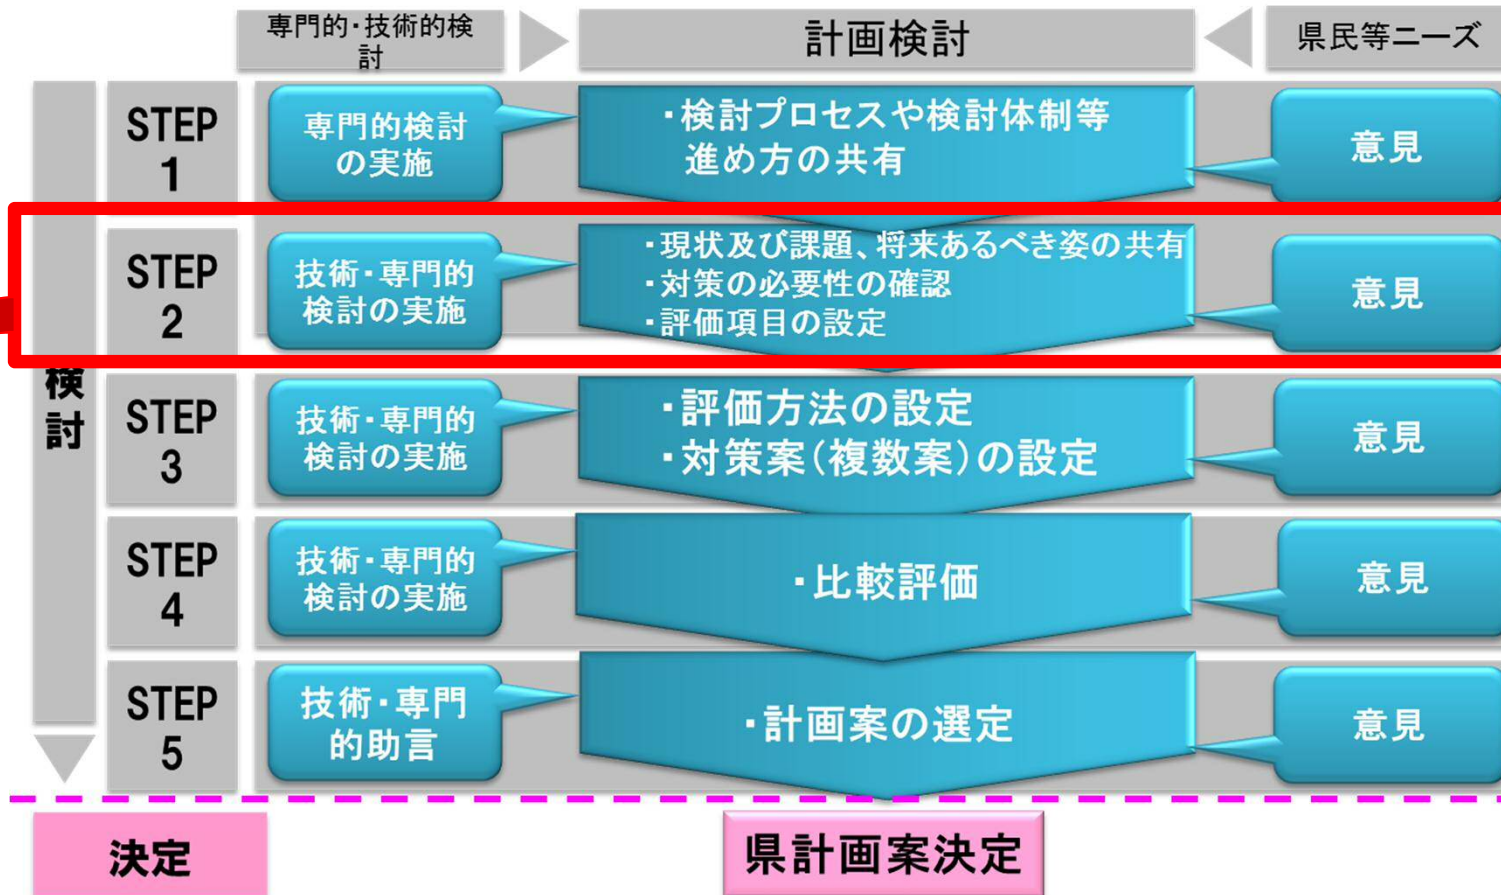 専門的・技術的検
討
計画検討
県民等ニーズ
検
討
STEP
1
専門的検討
の実施
・検討プロセスや検討体制等
進め方の共有
意見
STEP
2
技術・専門的
検討の実施
・現状及び課題、将来あるべき姿の共有
・対策の必要性の確認
・評価項目の設定
意見
STEP
3
技術・専門的
検討の実施
・評価方法の設定
・対策案(複数案)の設定
意見
STEP
4
技術・専門的
検討の実施
・比較評価
意見
STEP
5
技術・専門
的助言
・計画案の選定
意見
決定
県計画案決定